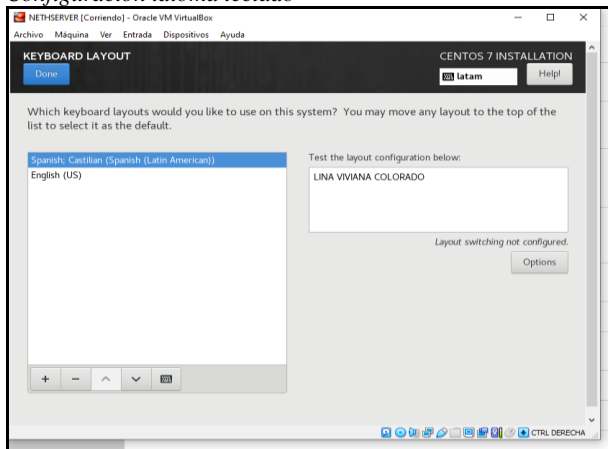 Configuración idioma teclado
NETHSERVER [Corriendo] - Oracle VM VirtualBox
Archivo Máquina Ver Entrada Dispositivos Ayuda
KEYBOARD LAYOUT
CENTOS 7 INSTALLATION
Done
latam
Help!
Which keyboard layouts would you like to use on this system? You may move any layout to the top of the
list to select it as the default.
Spanish; Castilian (Spanish (Latin American))
English (US)
Test the layout configuration below:
LINA VIVIANA COLORADO
Layout switching not configured.
Options
CTRL DERECHA